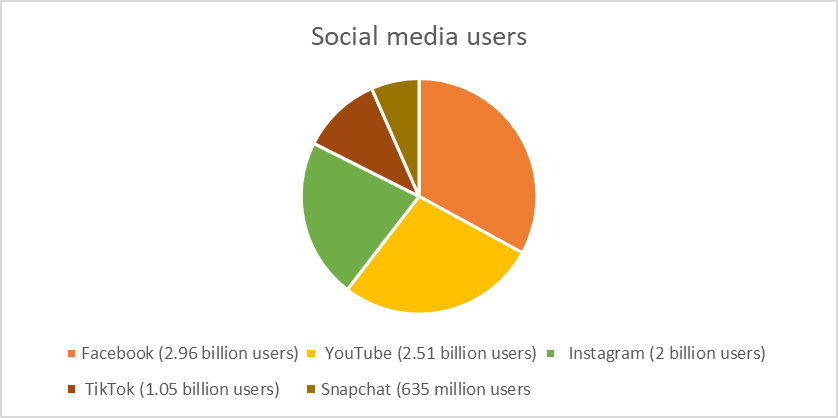 Social media users
Facebook (2.96 billion users) YouTube (2.51 billion users) Instagram (2 billion users)
TikTok (1.05 billion users) Snapchat (635 million users